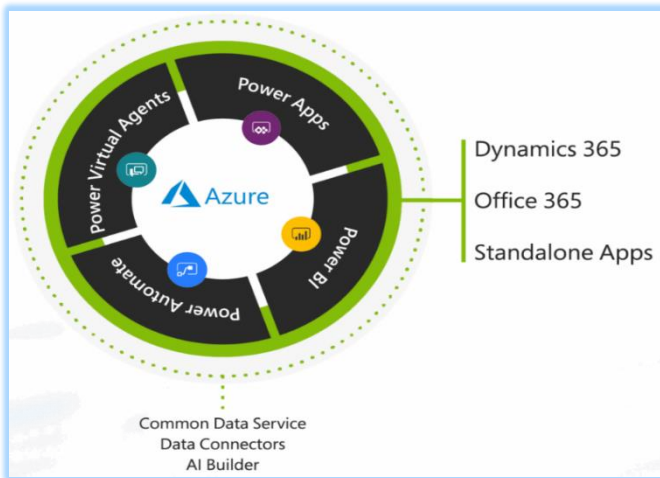 Power Apps
Power Virtual Agents
Azure
Power BI
Power Automate
Dynamics 365
Office 365
Standalone Apps
Common Data Service
Data Connectors
AI Builder